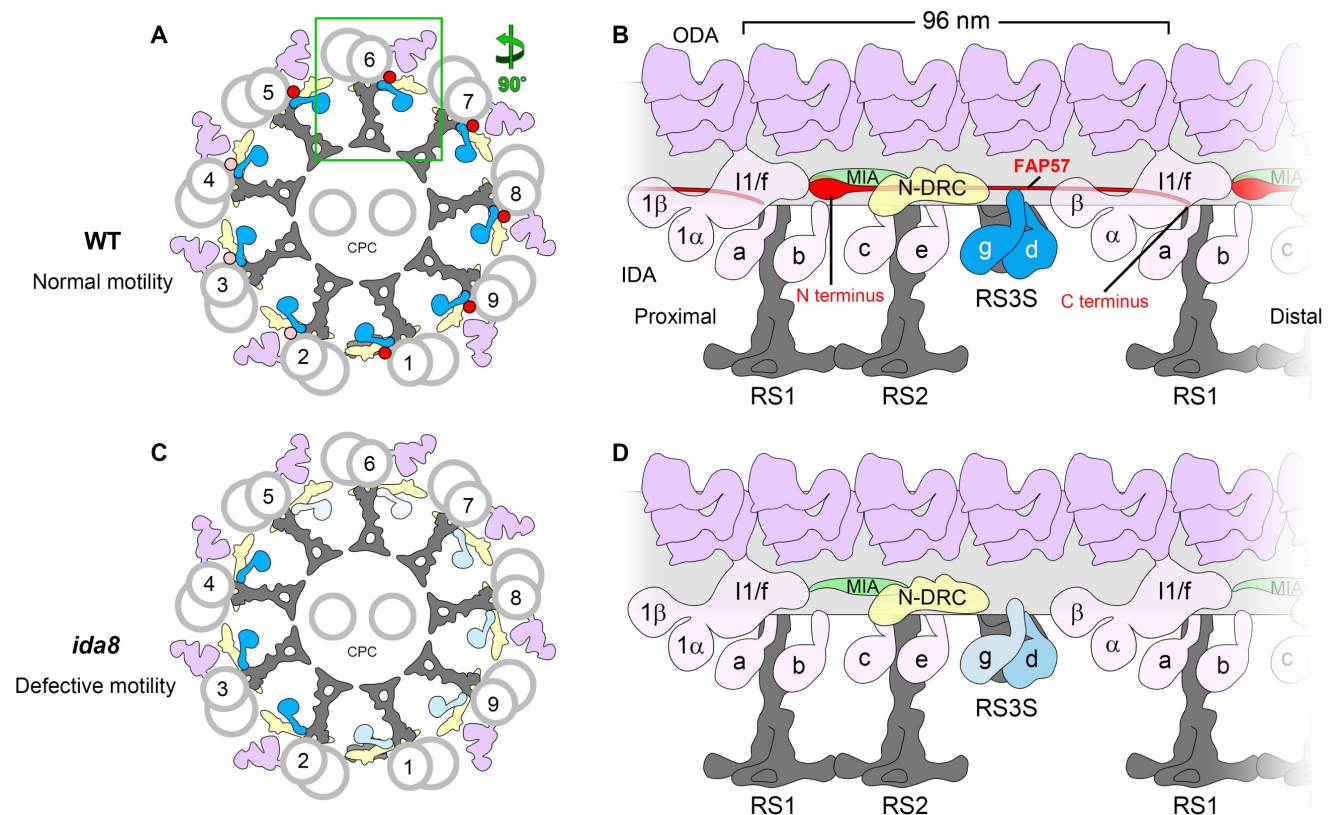 A
6
5
7
4
8
3
9
2
1
CPC
90°
WT
Normal motility
B
ODA
96 nm
FAP57
MIA
I1/f
N-DRC
I1/f
MIA
1β
1α
a
b
c
e
g
d
β
α
a
b
c
IDA
N terminus
RS3S
C terminus
Proximal
Distal
RS1
RS2
RS1
C
6
5
7
4
8
3
9
2
1
CPC
ida8
Defective motility
D
MIA
I1/f
N-DRC
I1/f
MIA
1β
1α
a
b
c
e
g
d
β
α
a
b
c
RS3S
RS1
RS2
RS1